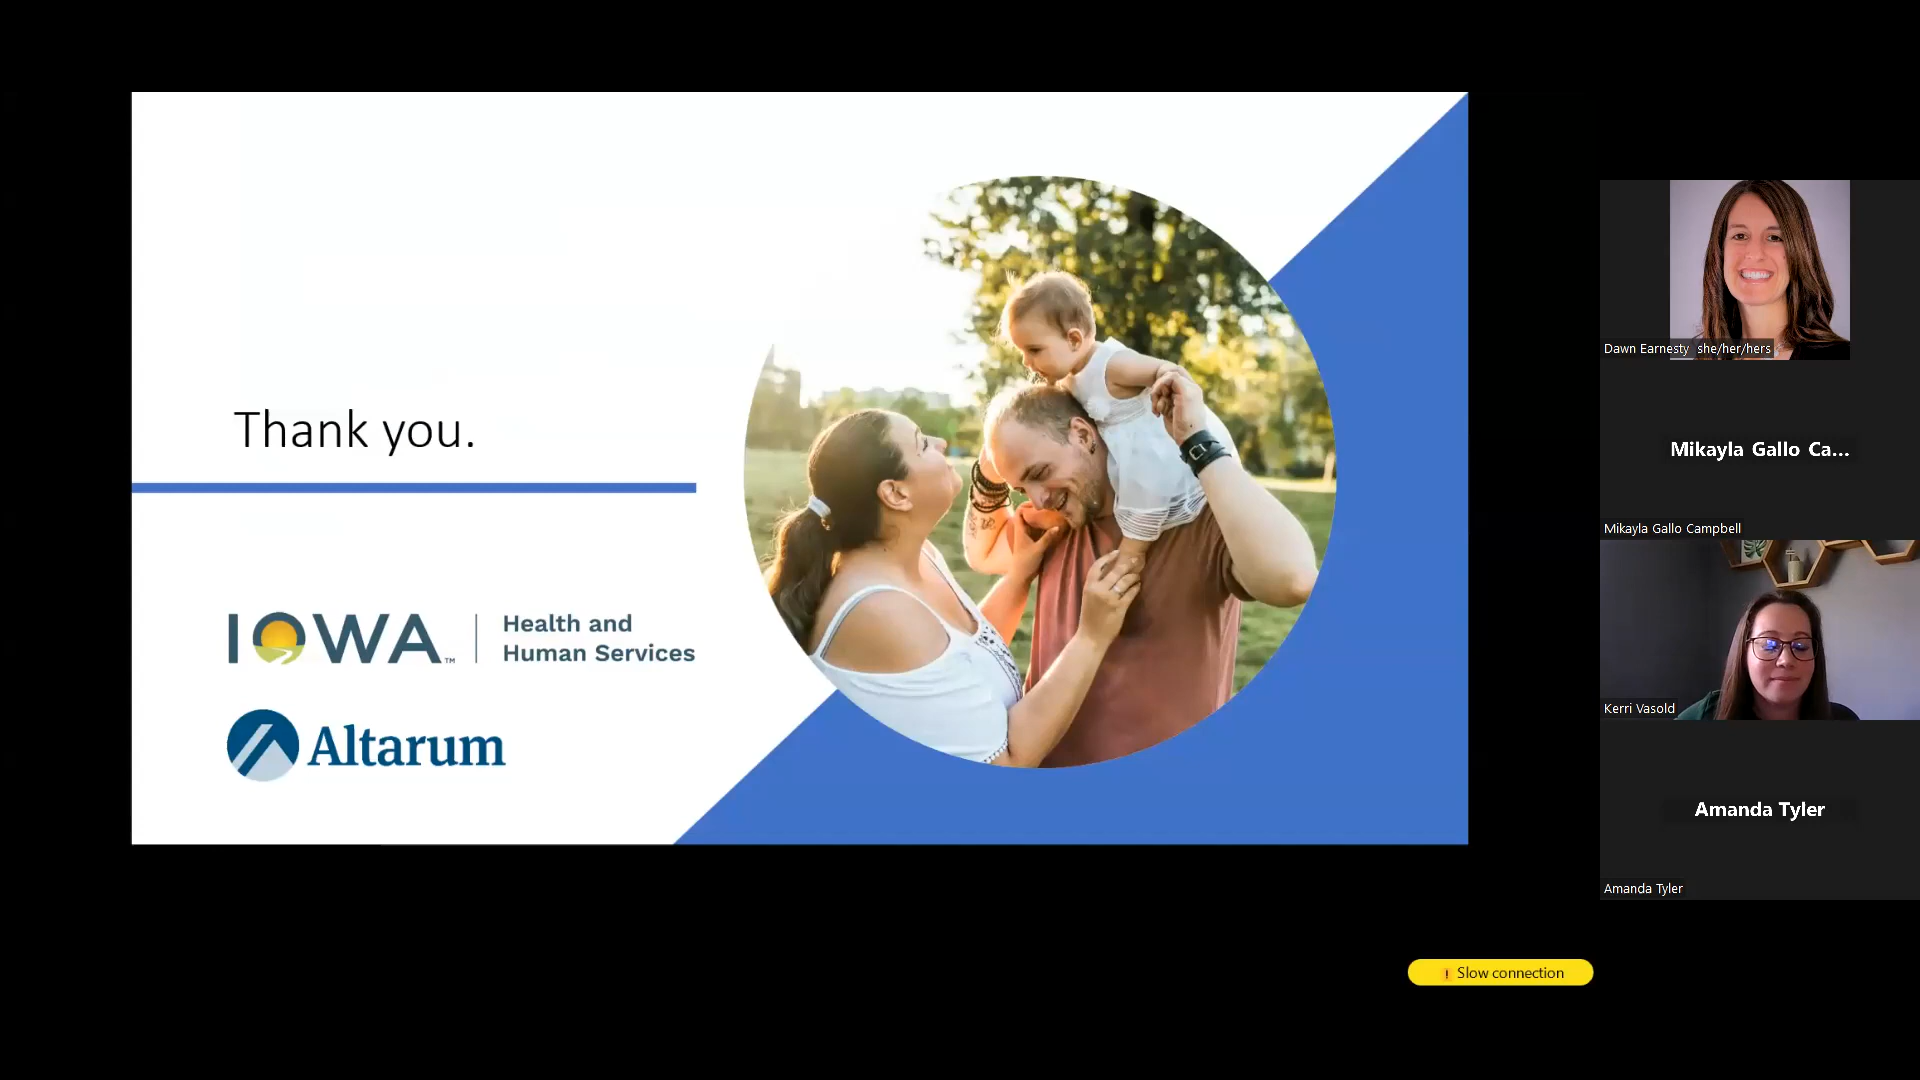 Thank you.
IOWA™
Health and
Human Services
Altarum
Dawn Earnesty she/her/hers
Mikayla Gallo Ca...
Mikayla Gallo Campbell
Kerri Vasold
Amanda Tyler
Amanda Tyler
! Slow connection